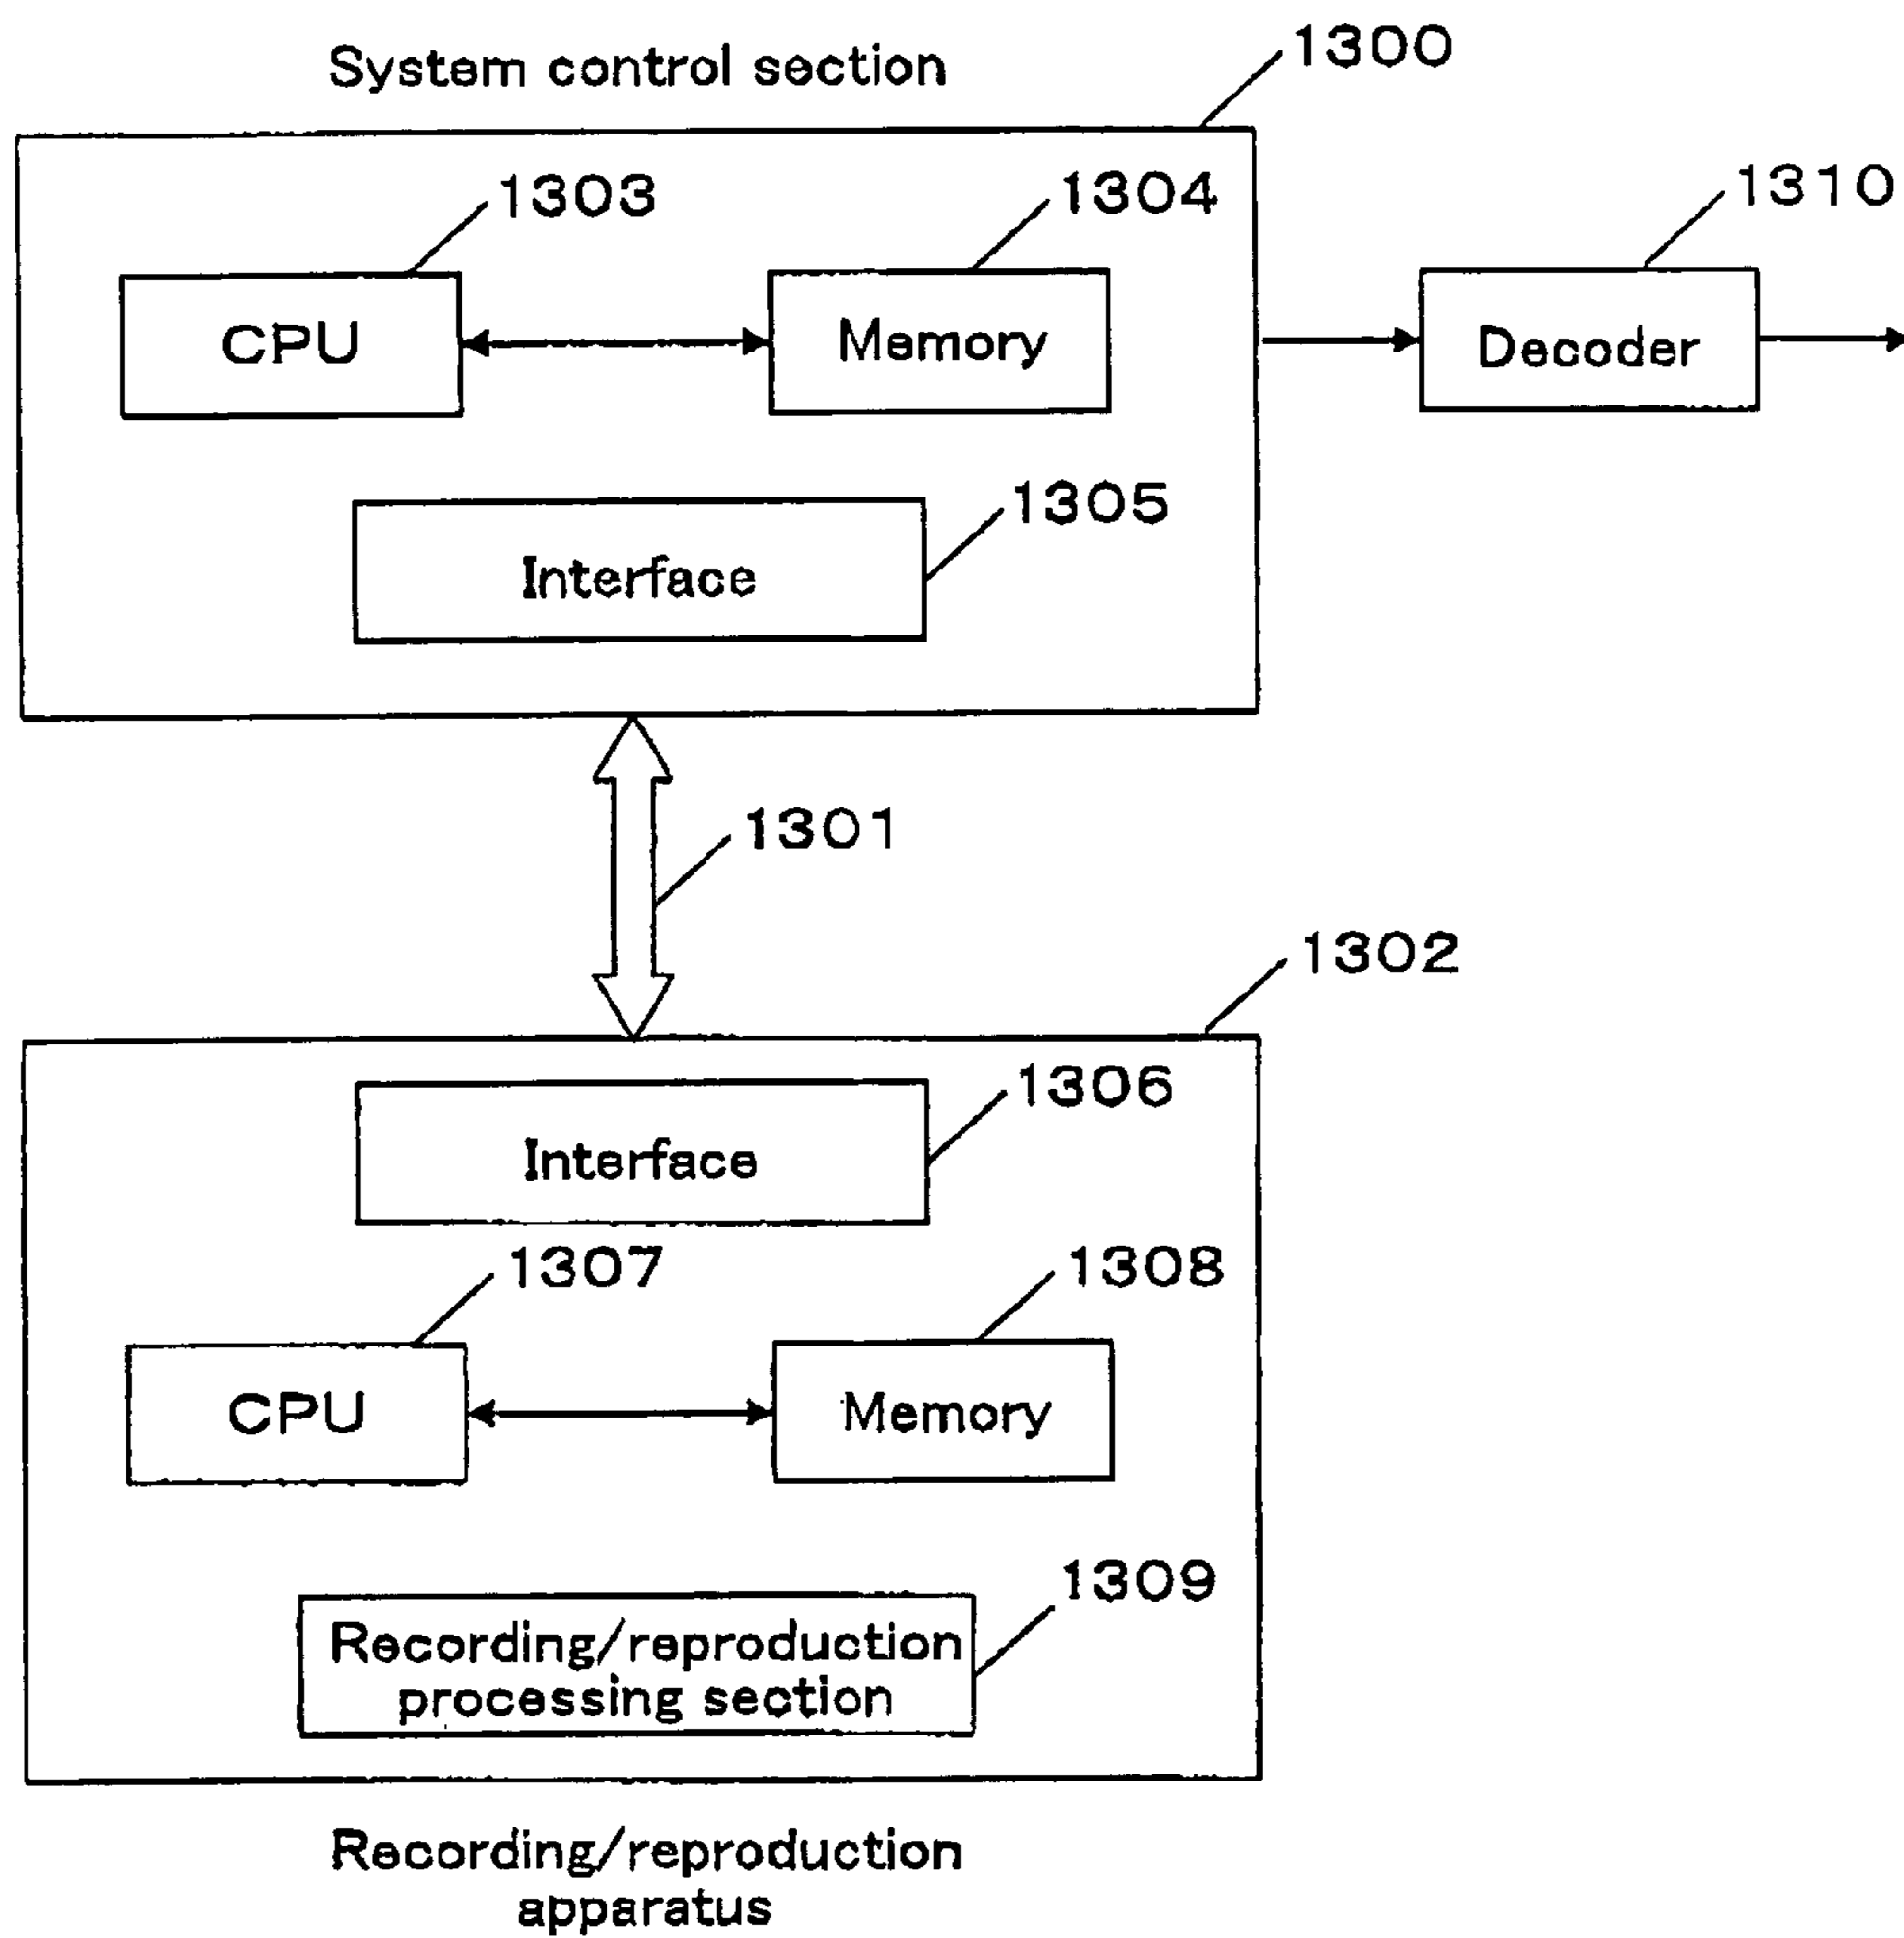 System control section
1300
1303
1304
1310
CPU
Memory
Decoder
1305
Interface
1301
1302
1306
Interface
1307
1308
CPU
Memory
1309
Recording/reproduction
processing section
Recording/reproduction
apparatus